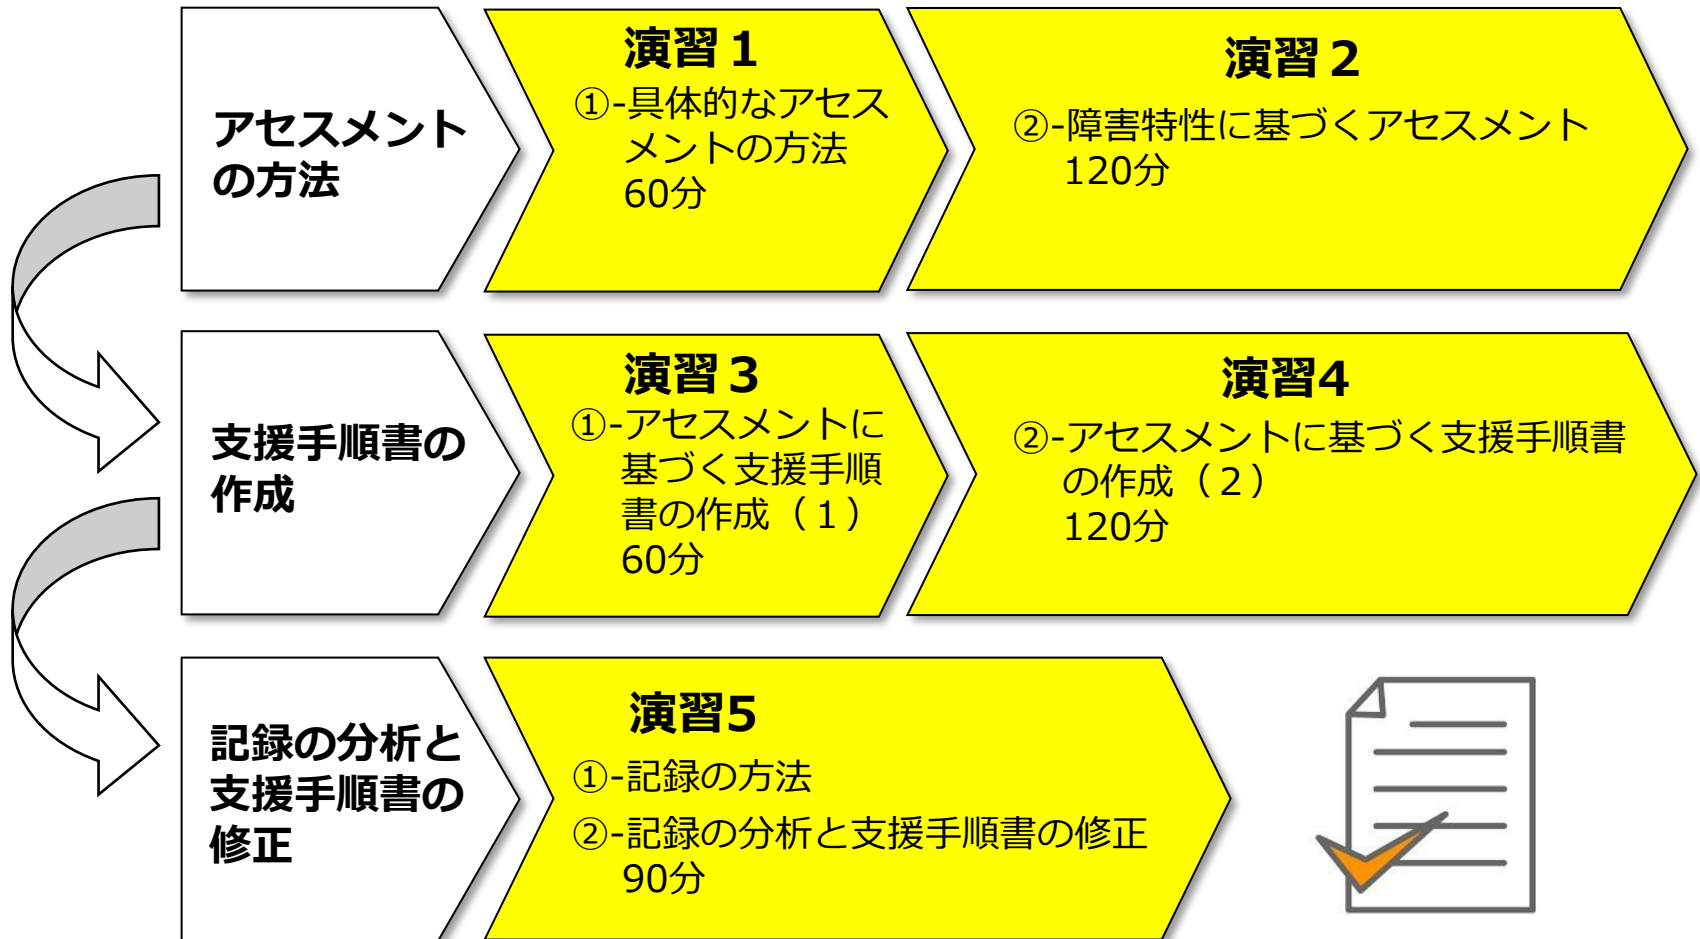 アセスメント
の方法
演習１
①-具体的なアセス
メントの方法
60分
演習２
②-障害特性に基づくアセスメント
120分
支援手順書の
作成
演習３
①-アセスメントに
基づく支援手順
書の作成（１）
60分
演習4
②-アセスメントに基づく支援手順書
の作成（２）
120分
記録の分析と
支援手順書の
修正
演習5
①-記録の方法
②-記録の分析と支援手順書の修正
90分